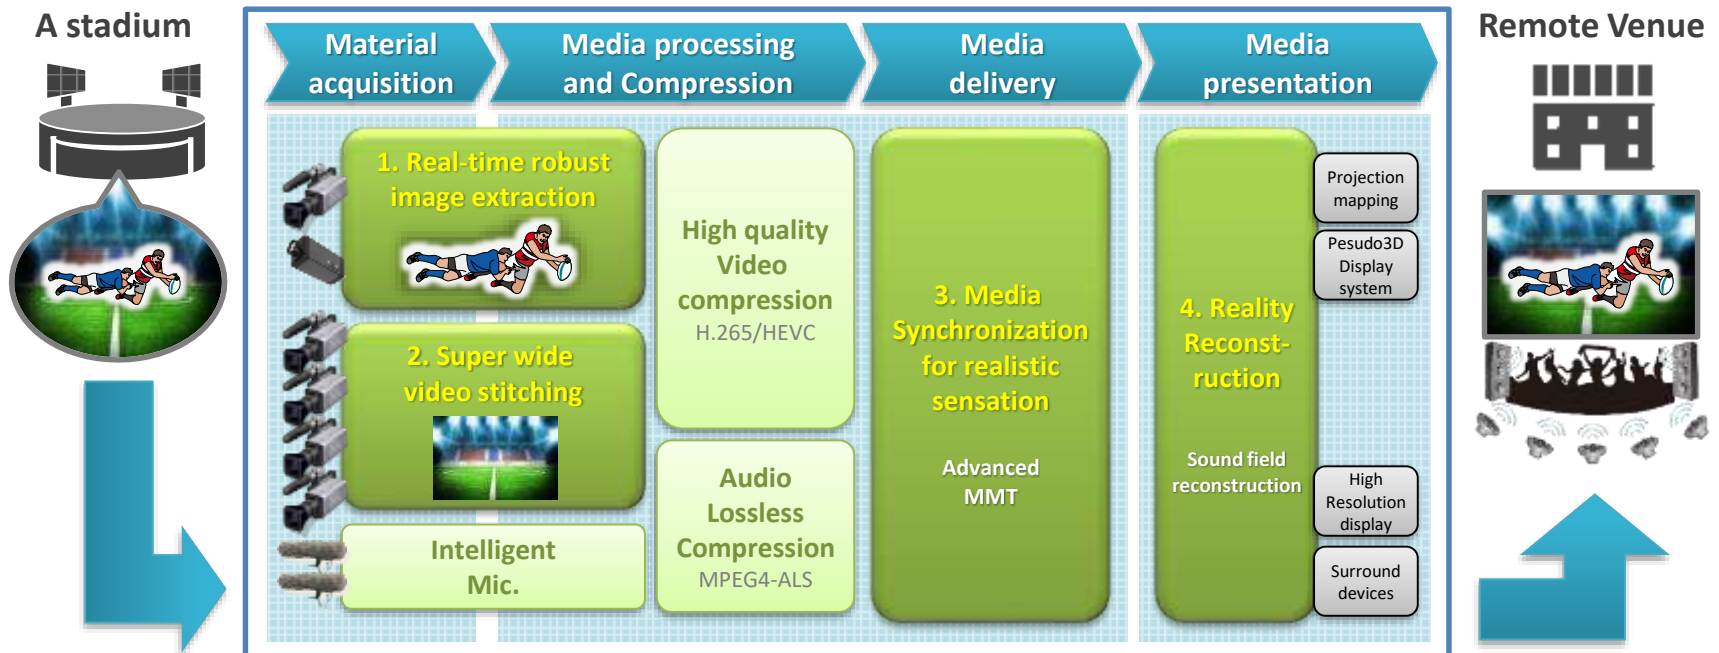 A stadium
Material
acquisition
Media processing
and Compression
Media
delivery
Media
presentation
Remote Venue
1. Real-time robust
image extraction
2. Super wide
video stitching
Intelligent
Mic.
High quality
Video
compression
H.265/HEVC
Audio
Lossless
Compression
MPEG4-ALS
3. Media
Synchronization
for realistic
sensation
Advanced
MMT
4. Reality
Reconst-
ruction
Sound field
reconstruction
Projection
mapping
Pesudo3D
Display
system
High
Resolution
display
Surround
devices